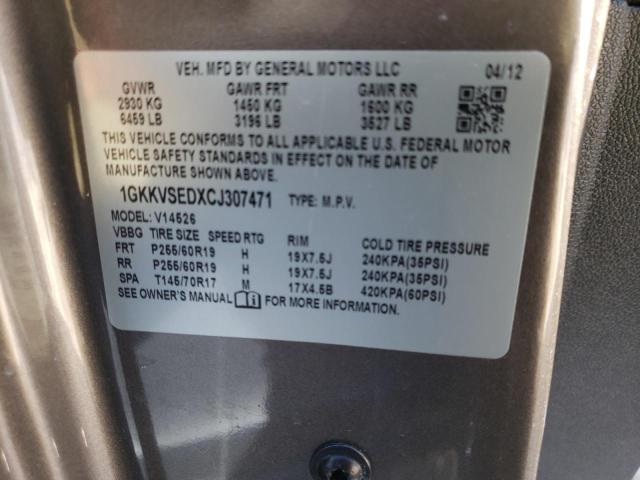 VEH. MFD BY GENERAL MOTORS LLC 04/12
GVWR GAWR FRT GAWR RR
2930 KG 1450 KG 1600 KG
6459 LB 3196 LB 3527 LB
THIS VEHICLE CONFORMS TO ALL APPLICABLE U.S. FEDERAL MOTOR
VEHICLE SAFETY STANDARDS IN EFFECT ON THE DATE OF
MANUFACTURE SHOWN ABOVE.
1GKKVSEDXCJ307471 TYPE: M.P.V.
MODEL: V14526
VBBG TIRE SIZE SPEED RTG RIM COLD TIRE PRESSURE
FRT P255/60R19 H 19X7.5J 240KPA(35PSI)
RR P255/60R19 H 19X7.5J 240KPA(35PSI)
SPA T145/70R17 M 17X4.5B 420KPA(60PSI)
SEE OWNER'S MANUAL FOR MORE INFORMATION.